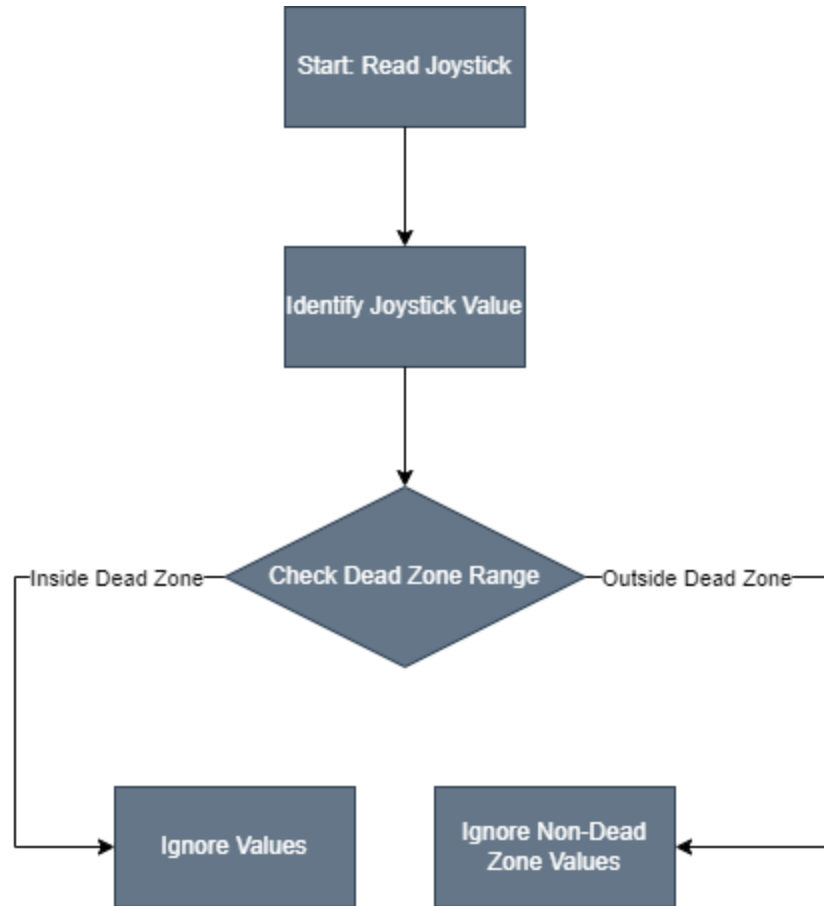 Start: Read Joystick
Identify Joystick Value
Inside Dead Zone
Check Dead Zone Range
Outside Dead Zone
Ignore Values
Ignore Non-Dead
Zone Values